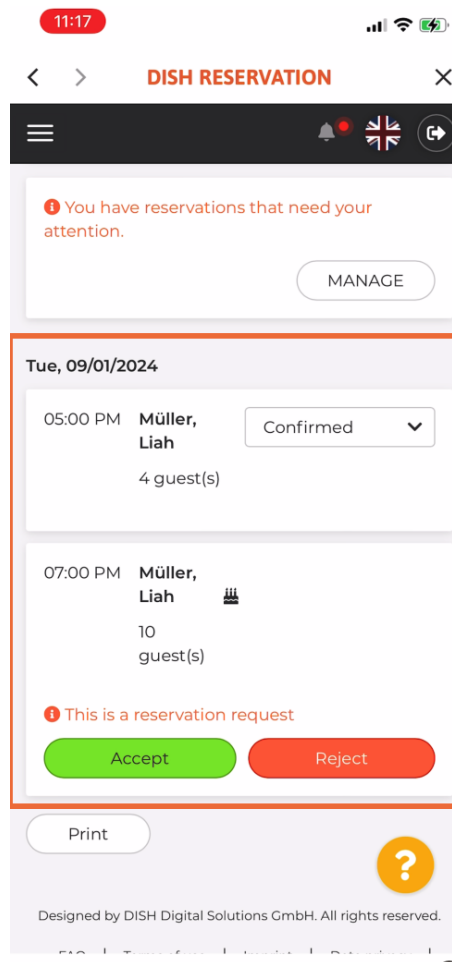 11:17
DISH RESERVATION
You have reservations that need your
attention.
MANAGE
Tue, 09/01/2024
05:00 PM Müller, Confirmed
Liah
4 guest(s)
07:00 PM Müller,
Liah
10
guest(s)
This is a reservation request
Accept Reject
Print
?
Designed by DISH Digital Solutions GmbH. All rights reserved.